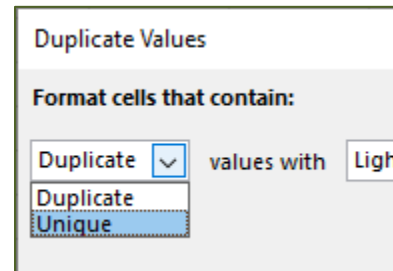 Duplicate Values
Format cells that contain:
Duplicate values with
Duplicate
Unique